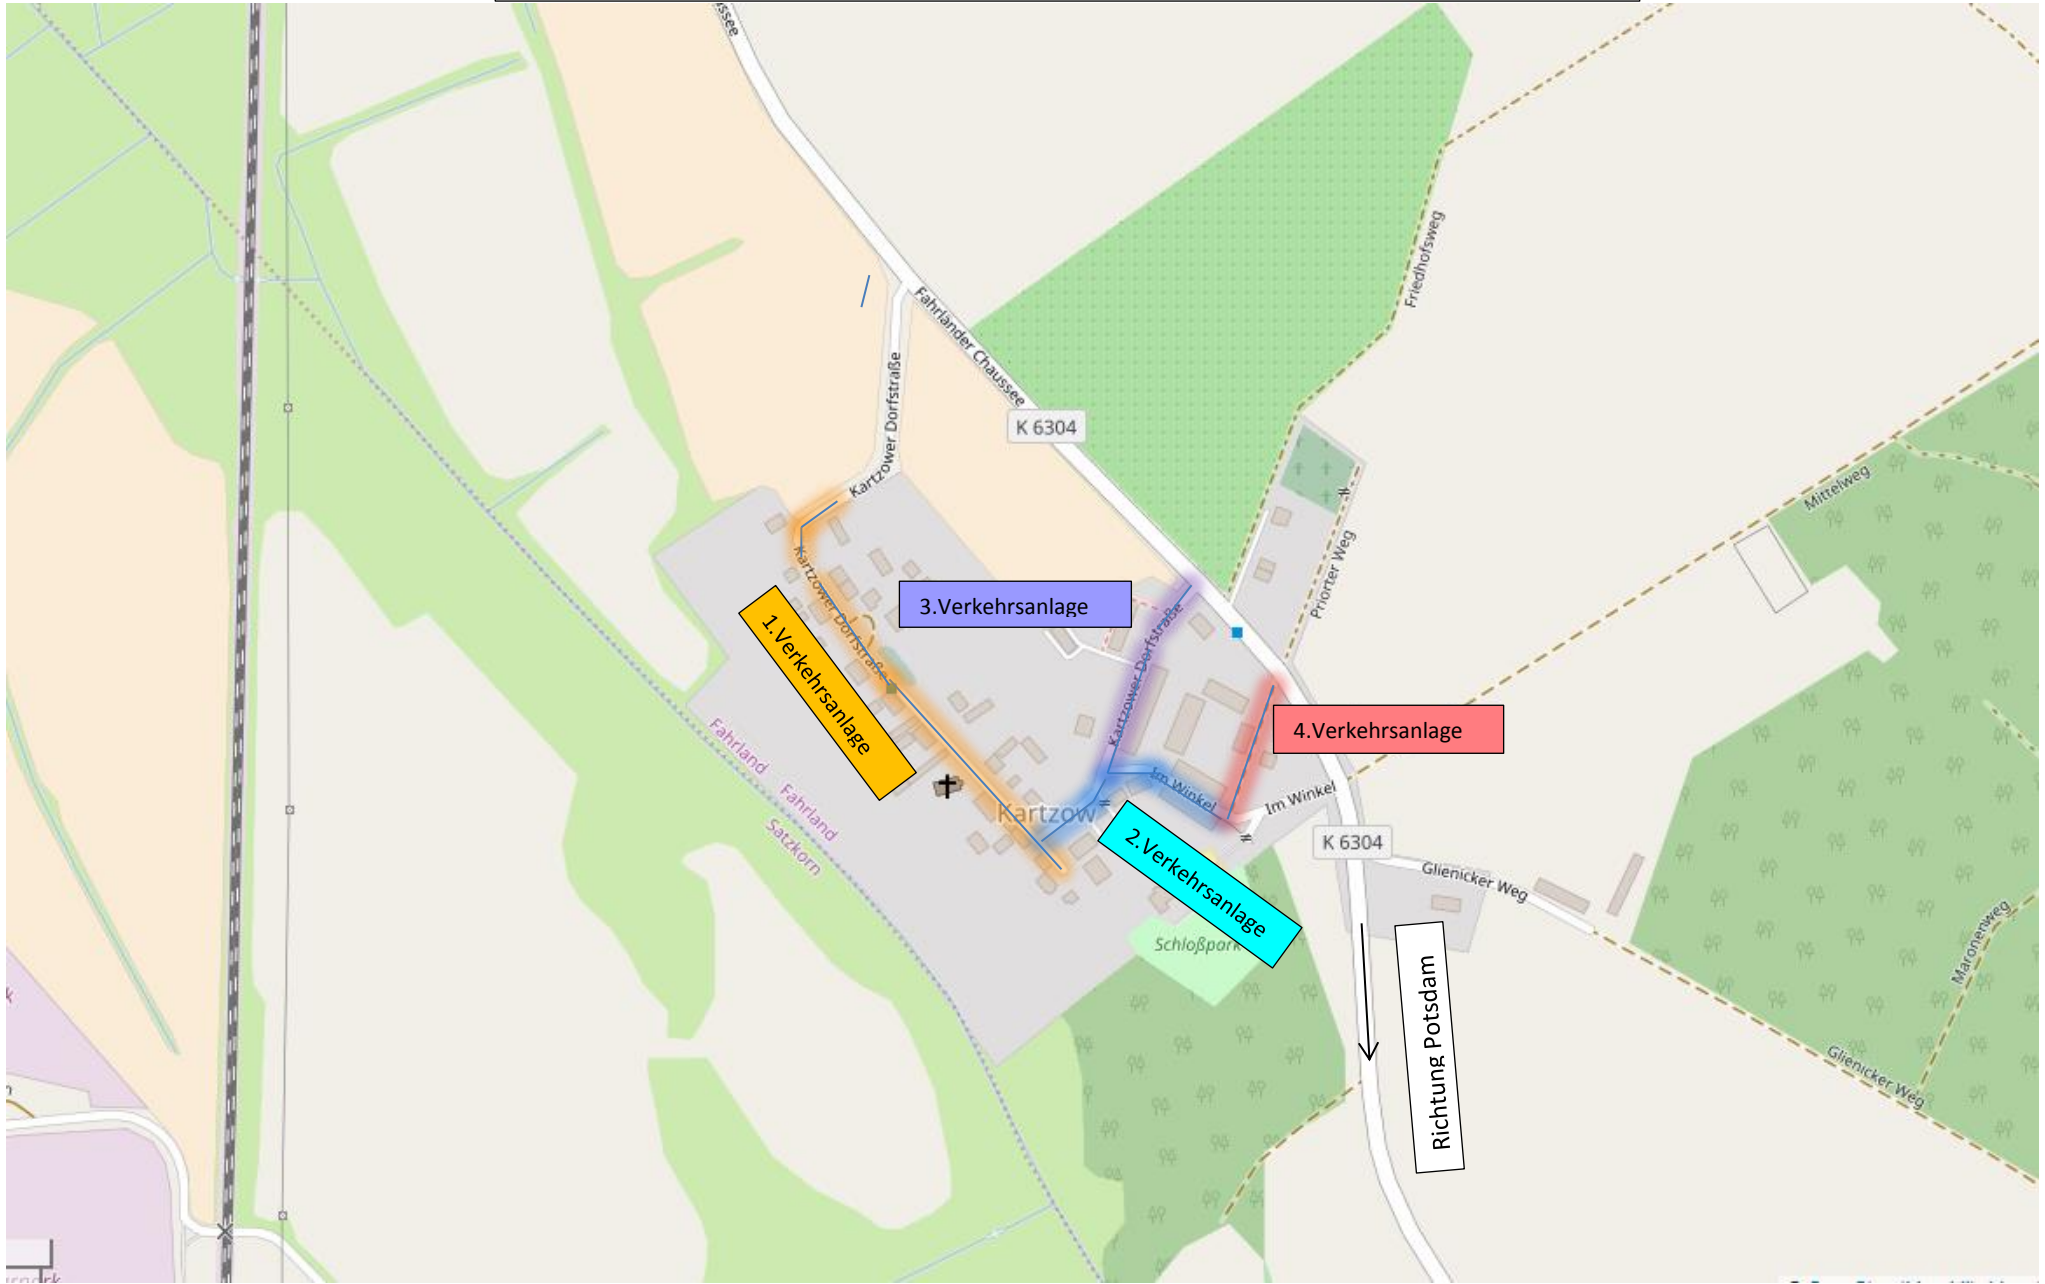 Fahrländer Chaussee
K 6304
Friedhofsweg
Kartzower Dorfstraße
Mittelweg
Priorter Weg
Kartzower Dorfstraße
1.Verkehrsanlage
3.Verkehrsanlage
Kartzower Dorfstraße
4.Verkehrsanlage
Fahrland
Fahrland
Satzkorn
Kartzow
Im Winkel
Im Winkel
2.Verkehrsanlage
K 6304
Glienicker Weg
Schloßpark
Maronenweg
Richtung Potsdam
Glienicker Weg